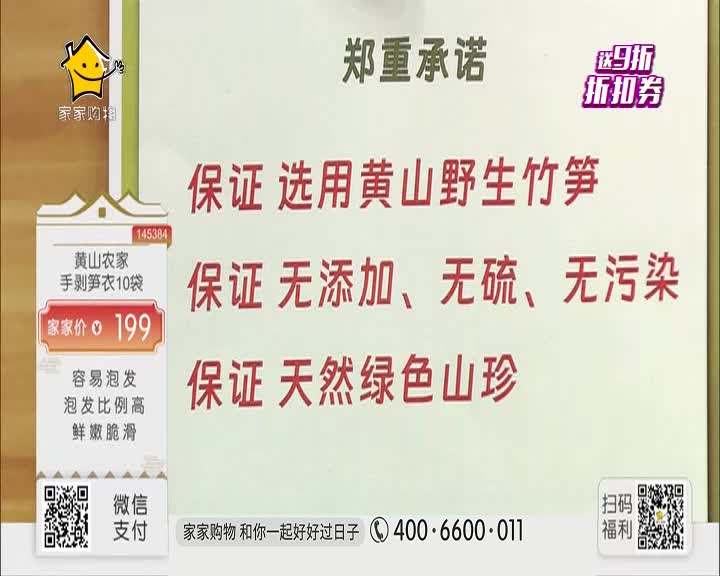 郑重承诺
送9折
折扣券
家家购物
保证 选用黄山野生竹笋
保证 无添加、无硫、无污染
保证 天然绿色山珍
145384
黄山农家
手剥笋衣10袋
家家价 ¥ 199
容易泡发
泡发比例高
鲜嫩脆滑
微信
支付
家家购物 和你一起好好过日子
400·6600·011
扫码
福利